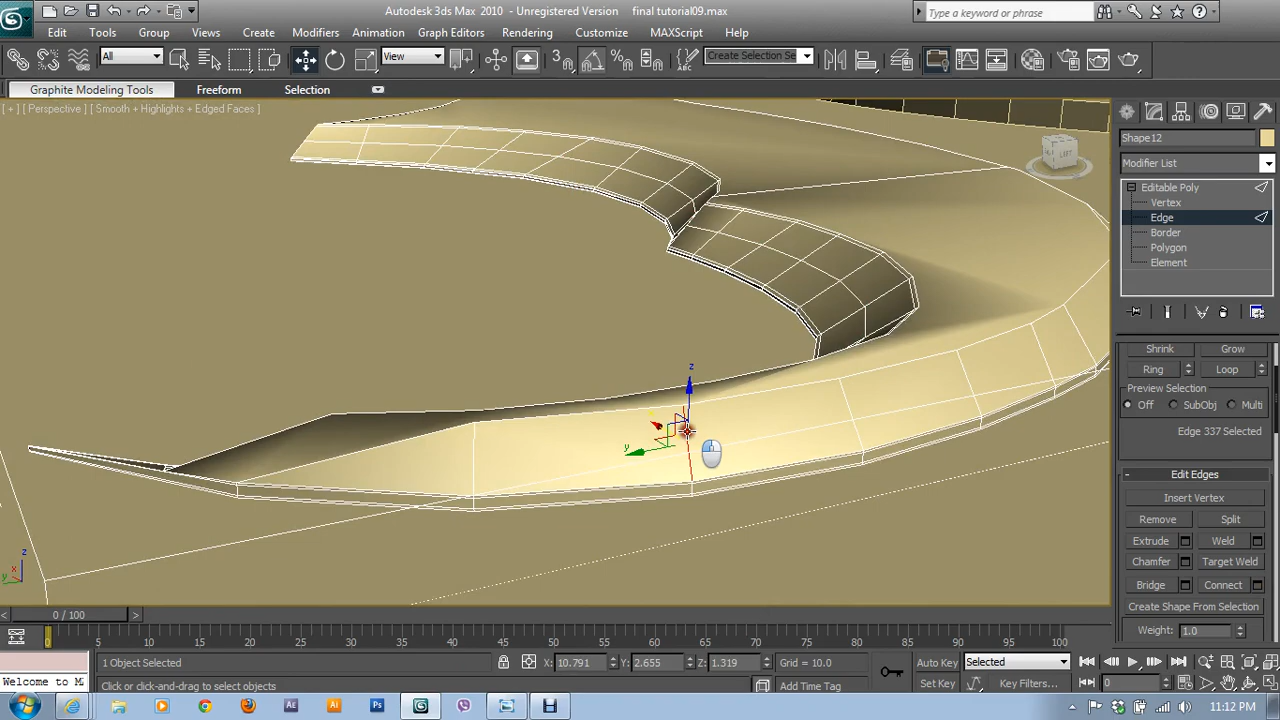 Autodesk 3ds Max 2010 - Unregistered Version final tutorial09.max
Type a keyword or phrase
Edit Tools Group Views Create Modifiers Animation Graph Editors Rendering Customize MAXScript Help
All View Create Selection Se
Graphite Modeling Tools Freeform Selection
[ + ] [ Perspective ] [ Smooth + Highlights + Edged Faces ]
LEFT
Shape12
Modifier List
Editable Poly
Vertex
Edge
Border
Polygon
Element
Shrink Grow
Ring Loop
Preview Selection
Off SubObj Multi
Edge 337 Selected
Edit Edges
Insert Vertex
Remove Split
Extrude Weld
Chamfer Target Weld
Bridge Connect
Create Shape From Selection
Weight: 1.0
z
y
z
x
y
0 / 100
0 5 10 15 20 25 30 35 40 45 50 55 60 65 70 75 80 85 90 95 100
1 Object Selected X: 10.791 Y: 2.655 Z: 1.319 Grid = 10.0 Auto Key Selected
Welcome to M Click or click-and-drag to select objects Add Time Tag Set Key Key Filters... 0
11:12 PM